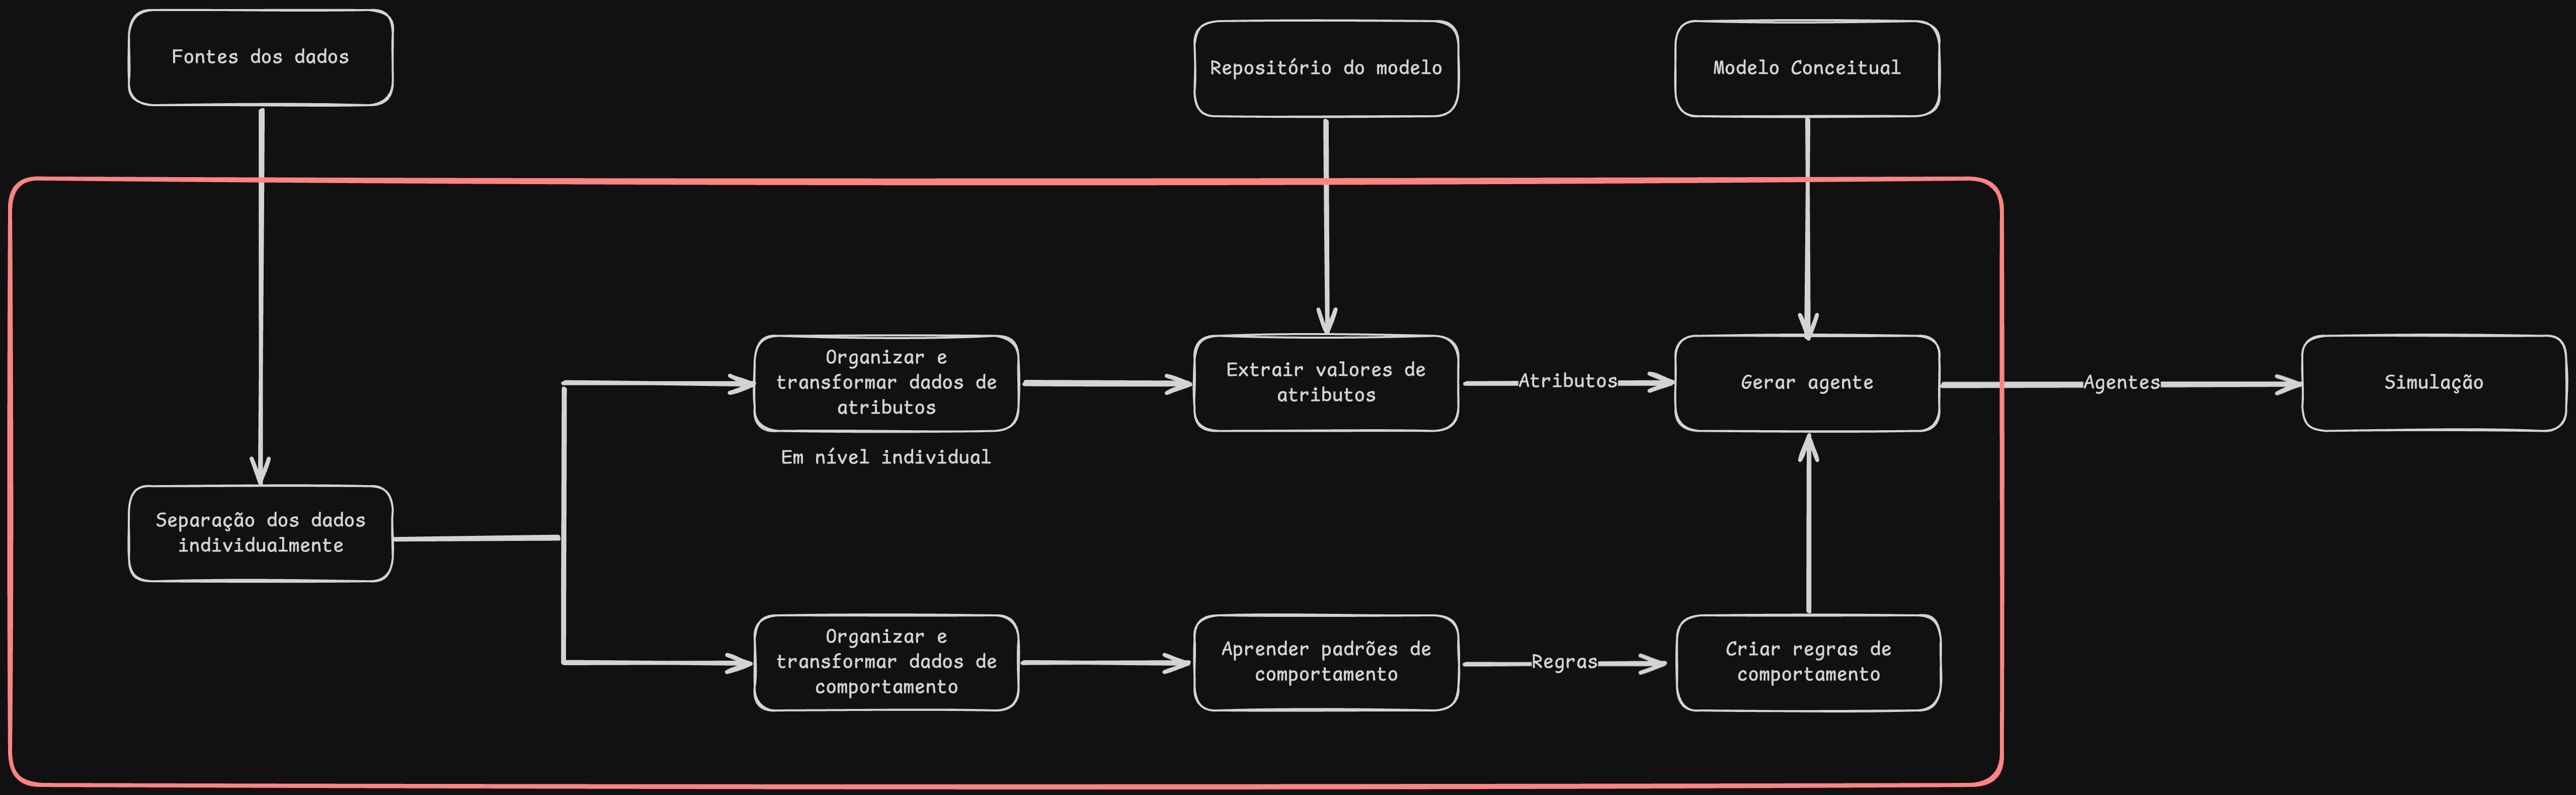 Fontes dos dados
Repositório do modelo
Modelo Conceitual
Organizar e
transformar dados de
atributos
Em nível individual
Extrair valores de
atributos
Atributos
Gerar agente
Agentes
Simulação
Separação dos dados
individualmente
Organizar e
transformar dados de
comportamento
Aprender padrões de
comportamento
Regras
Criar regras de
comportamento